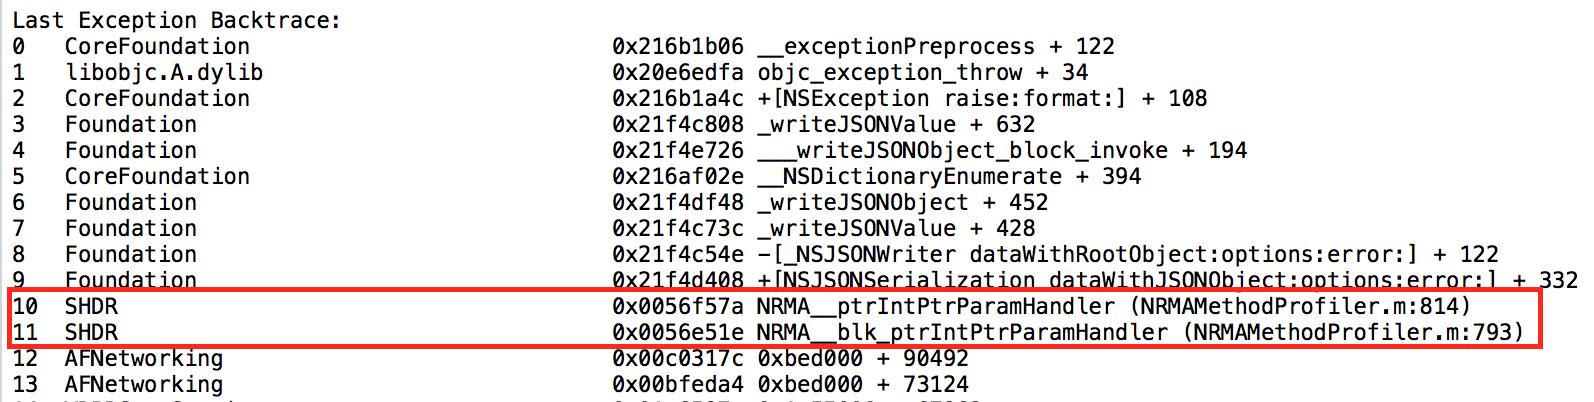 Last Exception Backtrace:
0   CoreFoundation                	0x216b1b06 __exceptionPreprocess + 122
1   libobjc.A.dylib               	0x20e6edfa objc_exception_throw + 34
2   CoreFoundation                	0x216b1a4c +[NSException raise:format:] + 108
3   Foundation                    	0x21f4c808 _writeJSONValue + 632
4   Foundation                    	0x21f4e726 ___writeJSONObject_block_invoke + 194
5   CoreFoundation                	0x216af02e __NSDictionaryEnumerate + 394
6   Foundation                    	0x21f4df48 _writeJSONObject + 452
7   Foundation                    	0x21f4c73c _writeJSONValue + 428
8   Foundation                    	0x21f4c54e -[_NSJSONWriter dataWithRootObject:options:error:] + 122
9   Foundation                    	0x21f4d408 +[NSJSONSerialization dataWithJSONObject:options:error:] + 332
10  SHDR                          	0x0056f57a NRMA__ptrIntPtrParamHandler (NRMAMethodProfiler.m:814)
11  SHDR                          	0x0056e51e NRMA__blk_ptrIntPtrParamHandler (NRMAMethodProfiler.m:793)
12  AFNetworking                  	0x00c0317c 0xbed000 + 90492
13  AFNetworking                  	0x00bfeda4 0xbed000 + 73124